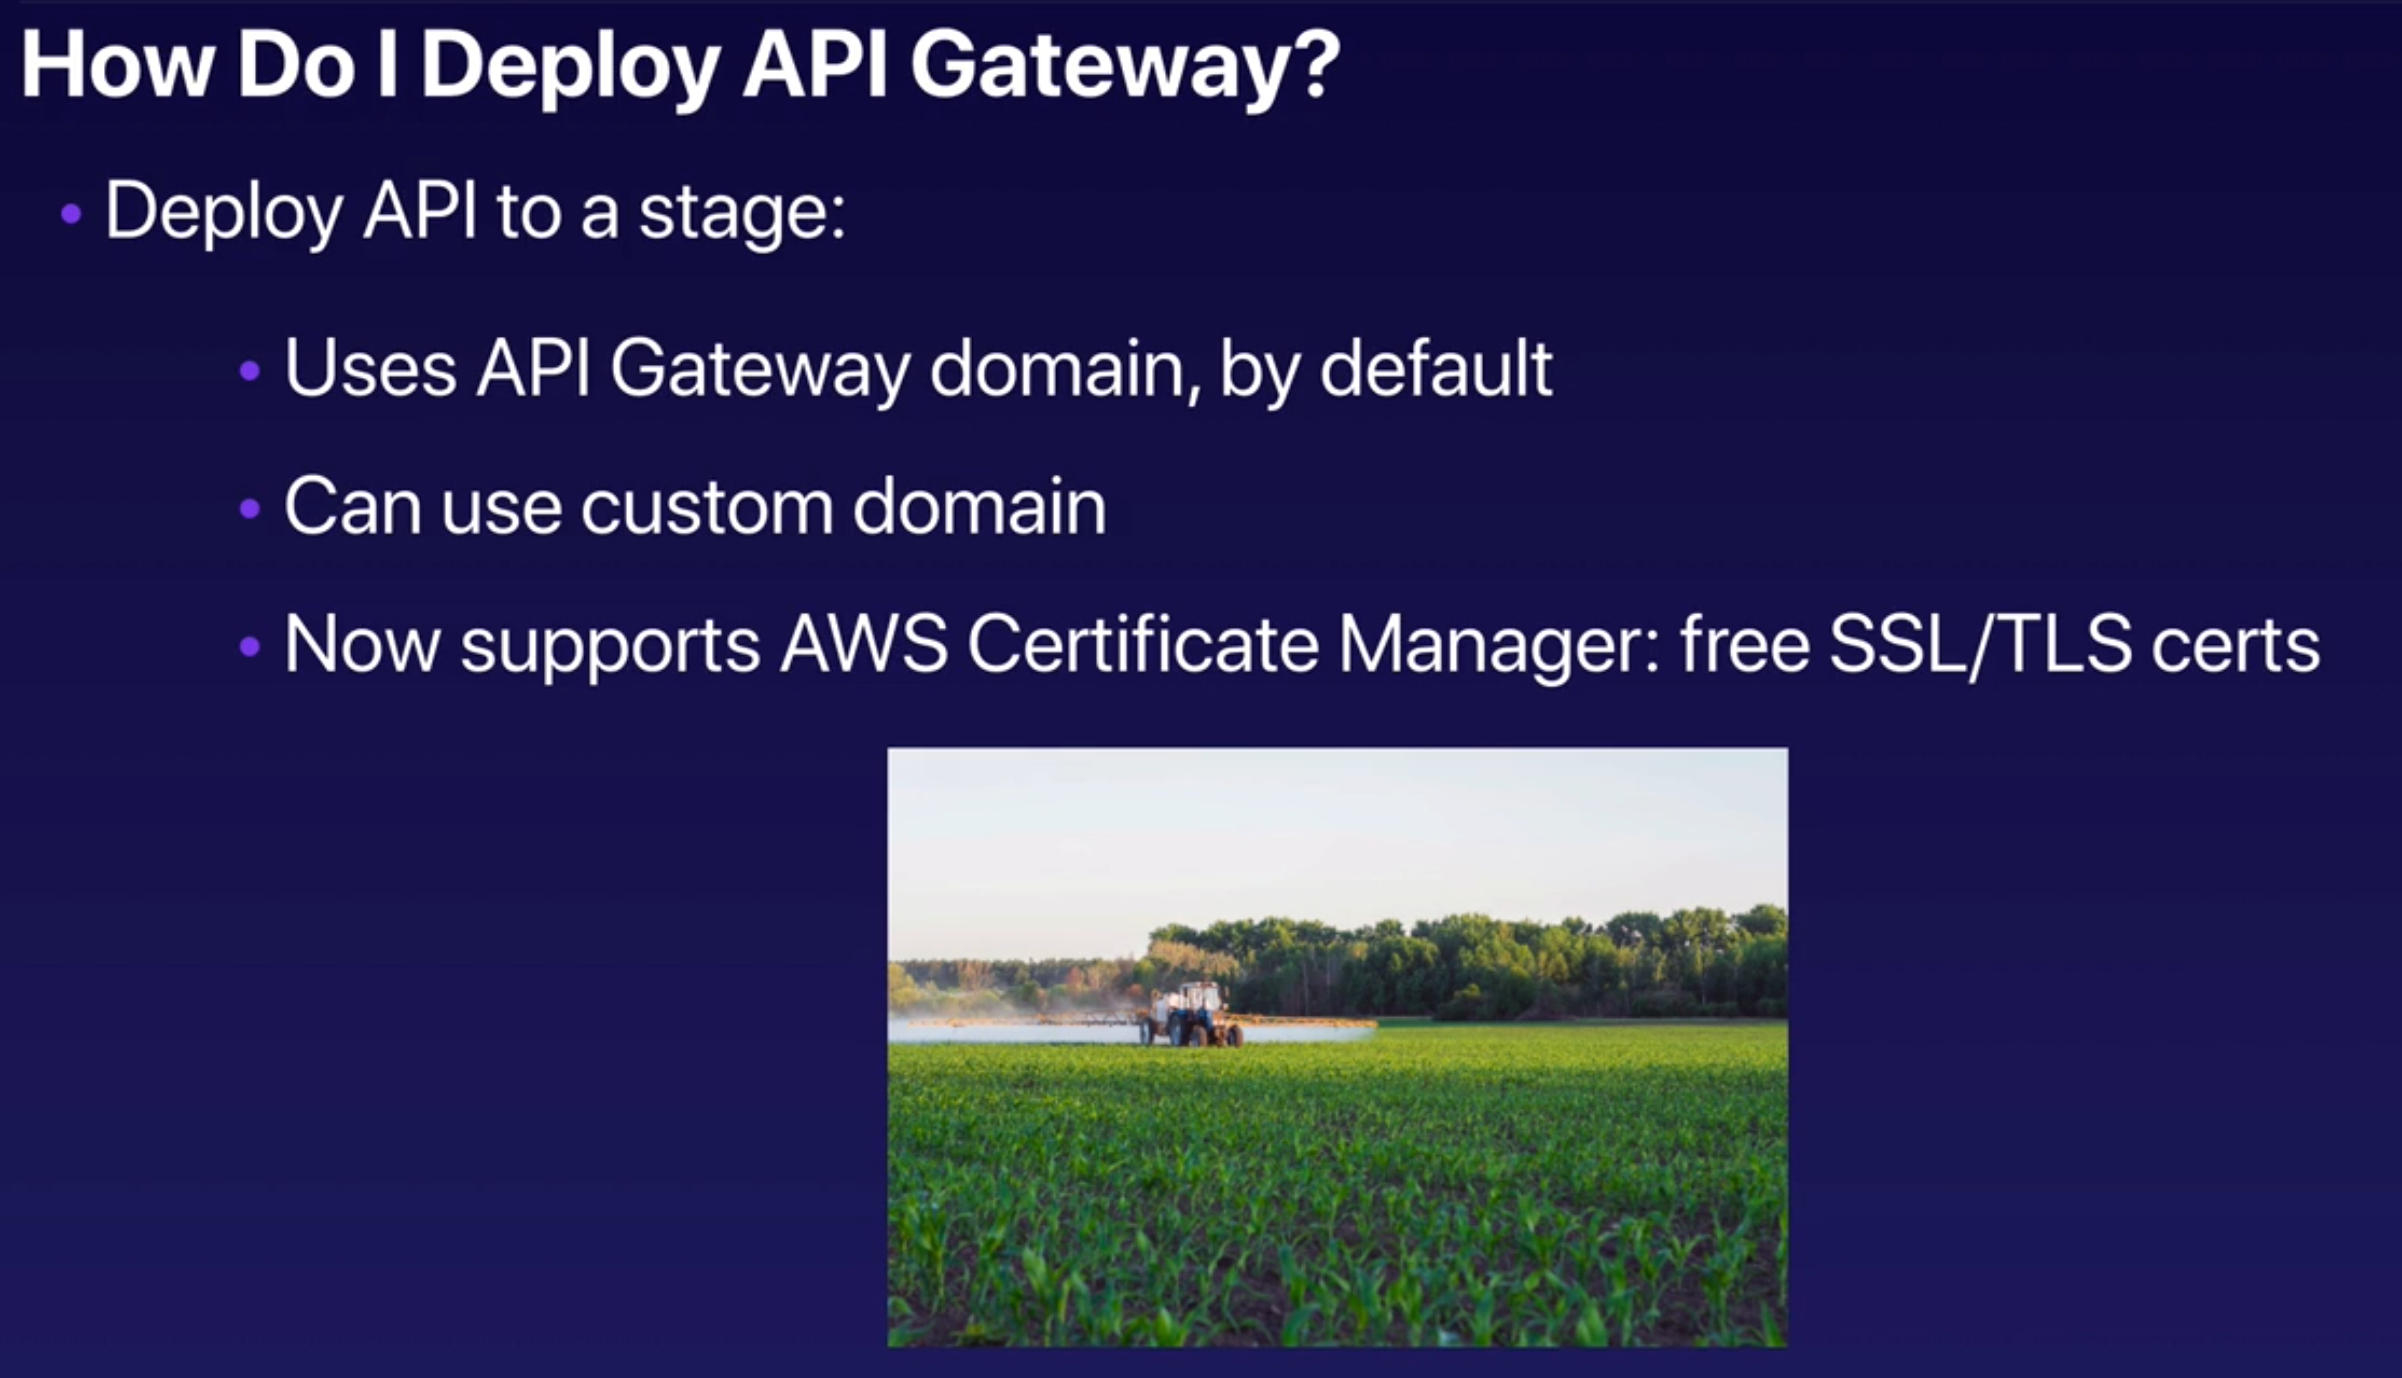 How Do I Deploy API Gateway?
• Deploy API to a stage:
• Uses API Gateway domain, by default
• Can use custom domain
• Now supports AWS Certificate Manager: free SSL/TLS certs